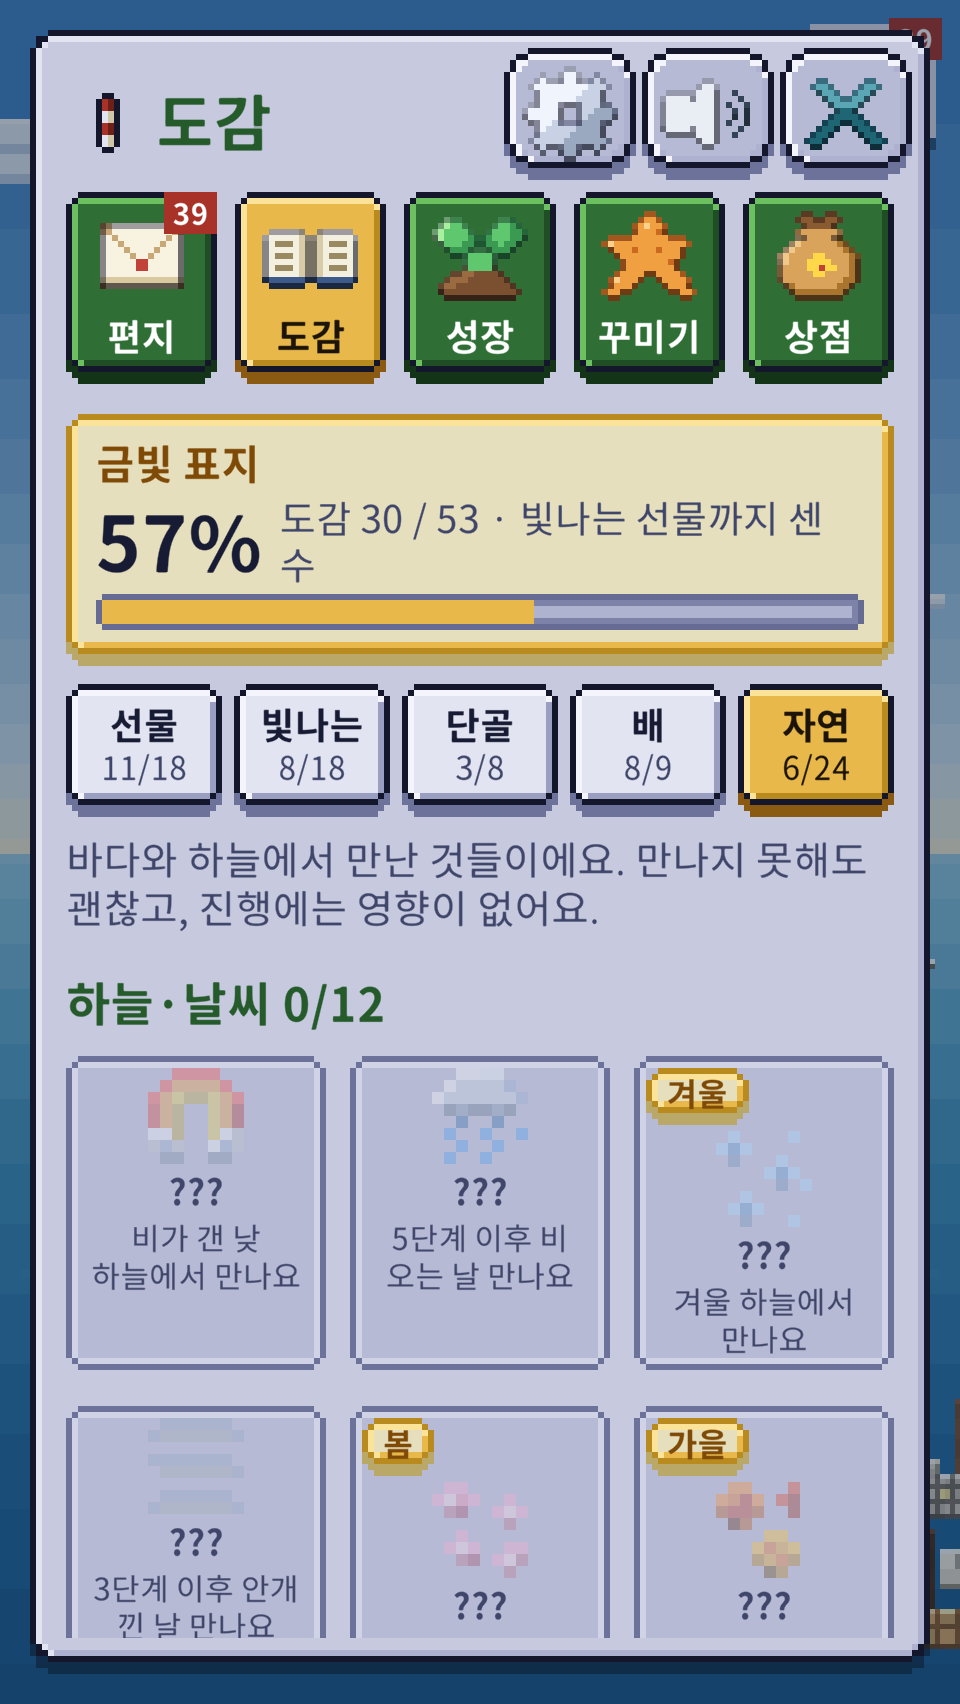 도감
39
편지
도감
성장
꾸미기
상점
금빛 표지
57%
도감 30 / 53 · 빛나는 선물까지 센
수
선물
11/18
빛나는
8/18
단골
3/8
배
8/9
자연
6/24
바다와 하늘에서 만난 것들이에요. 만나지 못해도
괜찮고, 진행에는 영향이 없어요.
하늘·날씨 0/12
???
비가 갠 낮
하늘에서 만나요
???
5단계 이후 비
오는 날 만나요
겨울
???
겨울 하늘에서
만나요
???
3단계 이후 안개
낀 날 만나요
봄
???
가을
???